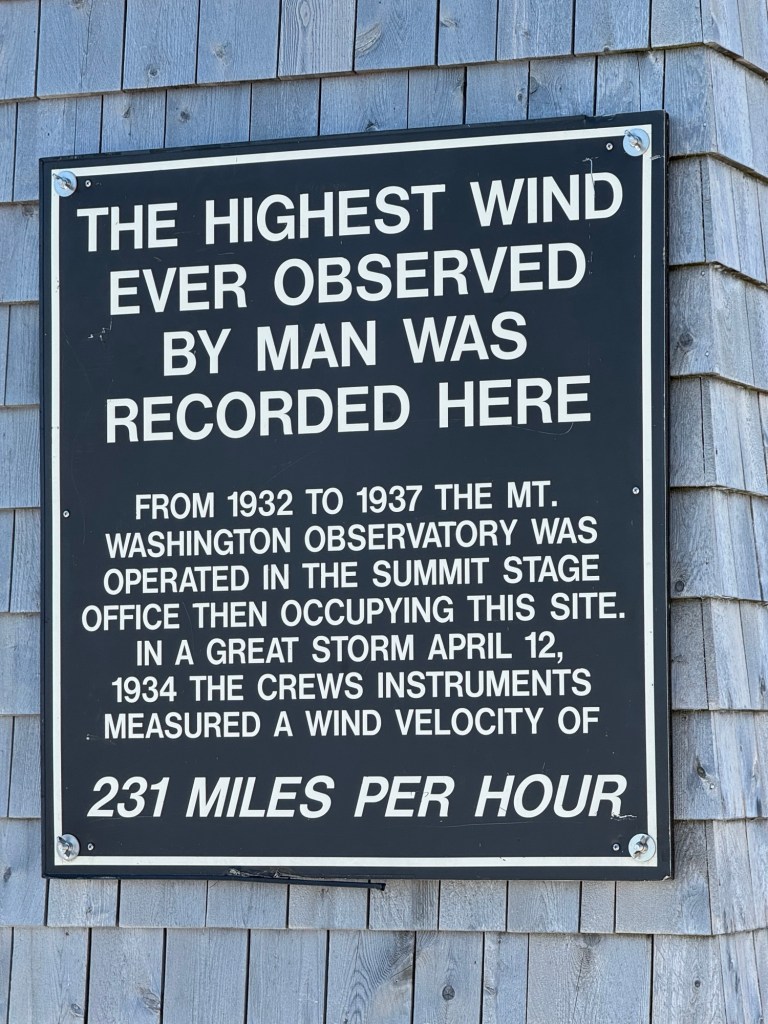 THE HIGHEST WIND
EVER OBSERVED
BY MAN WAS
RECORDED HERE
FROM 1932 TO 1937 THE MT.
WASHINGTON OBSERVATORY WAS
OPERATED IN THE SUMMIT STAGE
OFFICE THEN OCCUPYING THIS SITE.
IN A GREAT STORM APRIL 12,
1934 THE CREWS INSTRUMENTS
MEASURED A WIND VELOCITY OF
231 MILES PER HOUR